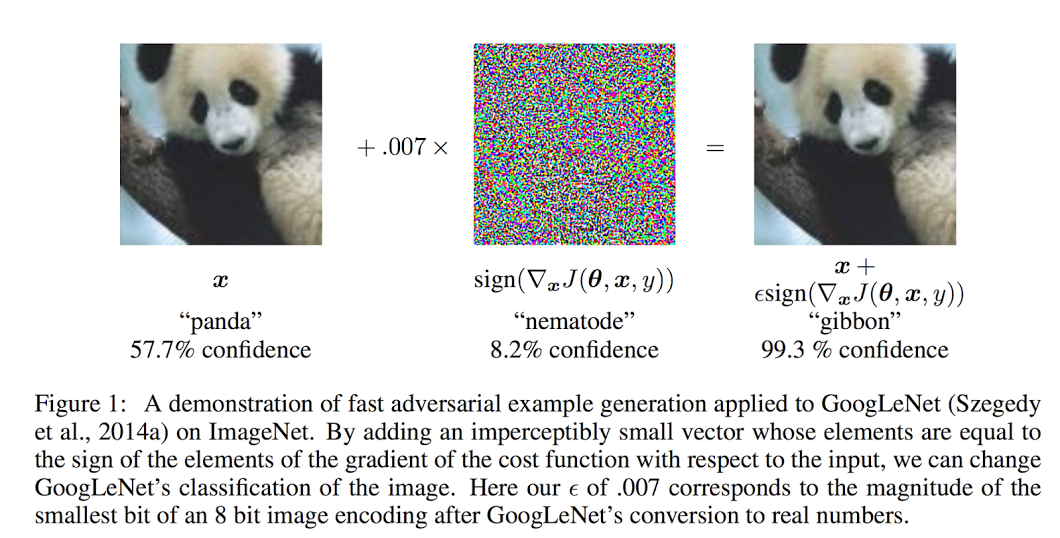 + .007 ×
=
x
sign(∇ₓJ(θ, x, y))
x +
ϵsign(∇ₓJ(θ, x, y))
“panda”
“nematode”
“gibbon”
57.7% confidence
8.2% confidence
99.3 % confidence
Figure 1: A demonstration of fast adversarial example generation applied to GoogLeNet (Szegedy
et al., 2014a) on ImageNet. By adding an imperceptibly small vector whose elements are equal to
the sign of the elements of the gradient of the cost function with respect to the input, we can change
GoogLeNet’s classification of the image. Here our ϵ of .007 corresponds to the magnitude of the
smallest bit of an 8 bit image encoding after GoogLeNet’s conversion to real numbers.